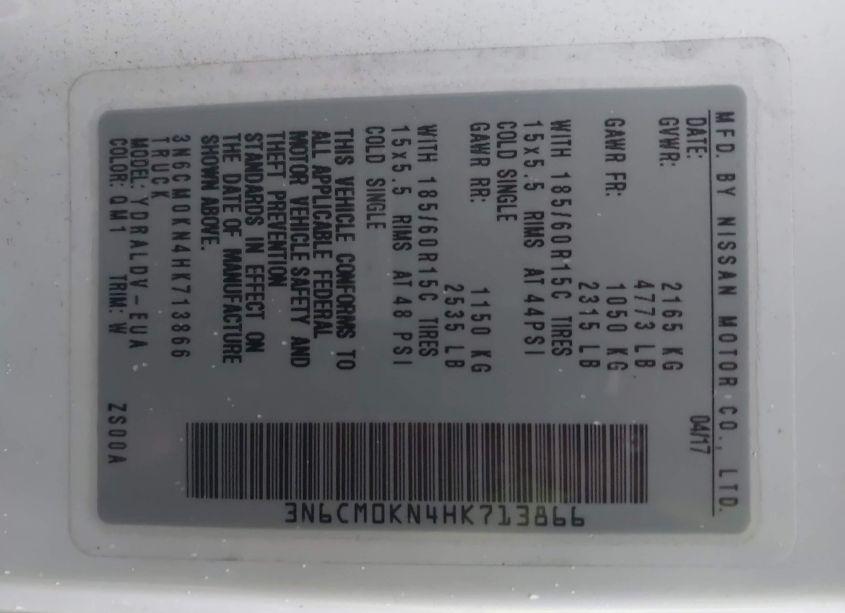 MFD. BY NISSAN MOTOR CO., LTD.
DATE: 04/17
GVWR: 2165 KG
4773 LB
GAWR FR: 1050 KG
2315 LB
WITH 185/60R15C TIRES
15x5.5 RIMS AT 44PSI
COLD SINGLE
GAWR RR: 1150 KG
2535 LB
WITH 185/60R15C TIRES
15x5.5 RIMS AT 48 PSI
COLD SINGLE
THIS VEHICLE CONFORMS TO
ALL APPLICABLE FEDERAL
MOTOR VEHICLE SAFETY AND
THEFT PREVENTION
STANDARDS IN EFFECT ON
THE DATE OF MANUFACTURE
SHOWN ABOVE.
3N6CM0KN4HK713866
TRUCK
MODEL: YDRALDV-EUA
COLOR: QM1 TRIM: W ZS00A
3N6CM0KN4HK713866